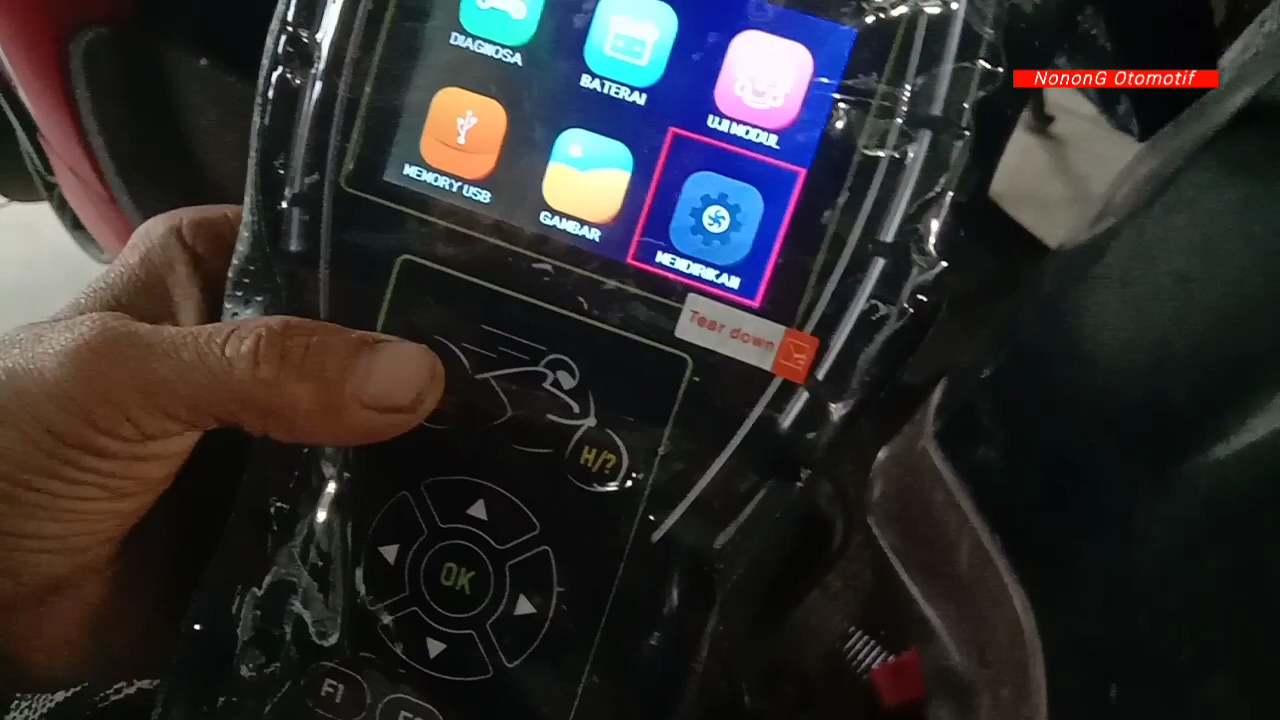 NononG Otomotif
DIAGNOSA
BATERAI
UJI MODUL
MEMORY USB
GAMBAR
MENDIRIKAN
Tear down
H/?
OK
F1